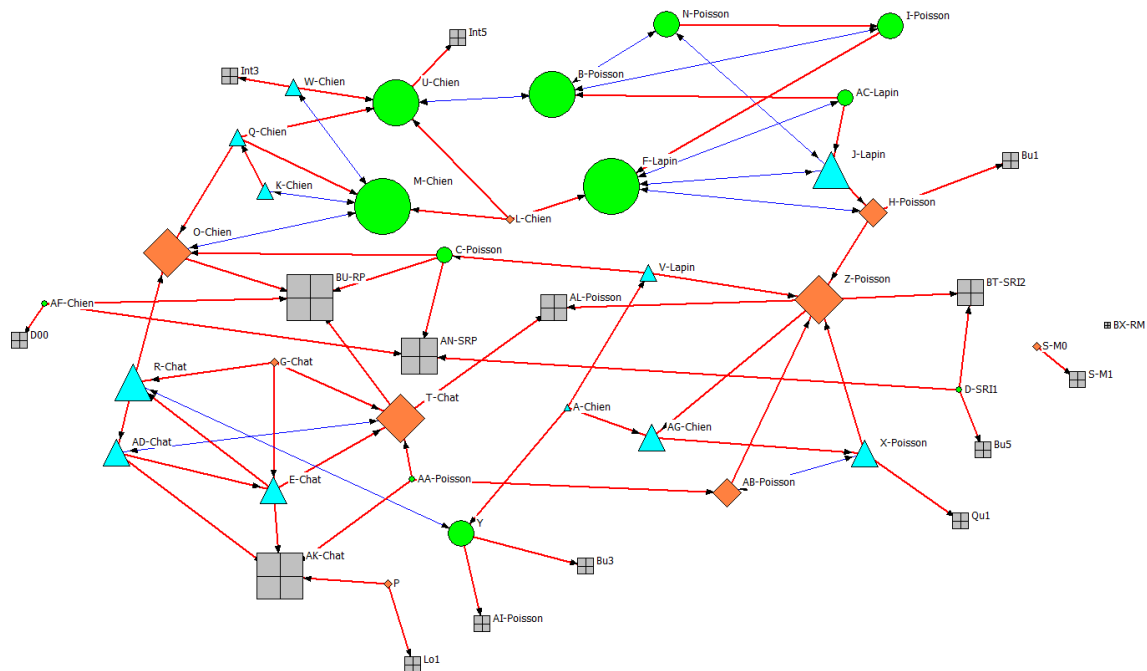 N-Poisson
I-Poisson
Int5
Int3
W-Chien
U-Chien
B-Poisson
AC-Lapin
Q-Chien
J-Lapin
Bu1
F-Lapin
M-Chien
K-Chien
L-Chien
H-Poisson
O-Chien
C-Poisson
BU-RP
V-Lapin
Z-Poisson
BT-SRI2
AL-Poisson
AF-Chien
BX-RM
D00
AN-SRP
S-M0
R-Chat
G-Chat
S-M1
T-Chat
D-SRI1
A-Chien
AD-Chat
AG-Chien
X-Poisson
Bu5
E-Chat
AA-Poisson
AB-Poisson
Qu1
Y
AK-Chat
Bu3
P
AI-Poisson
Lo1